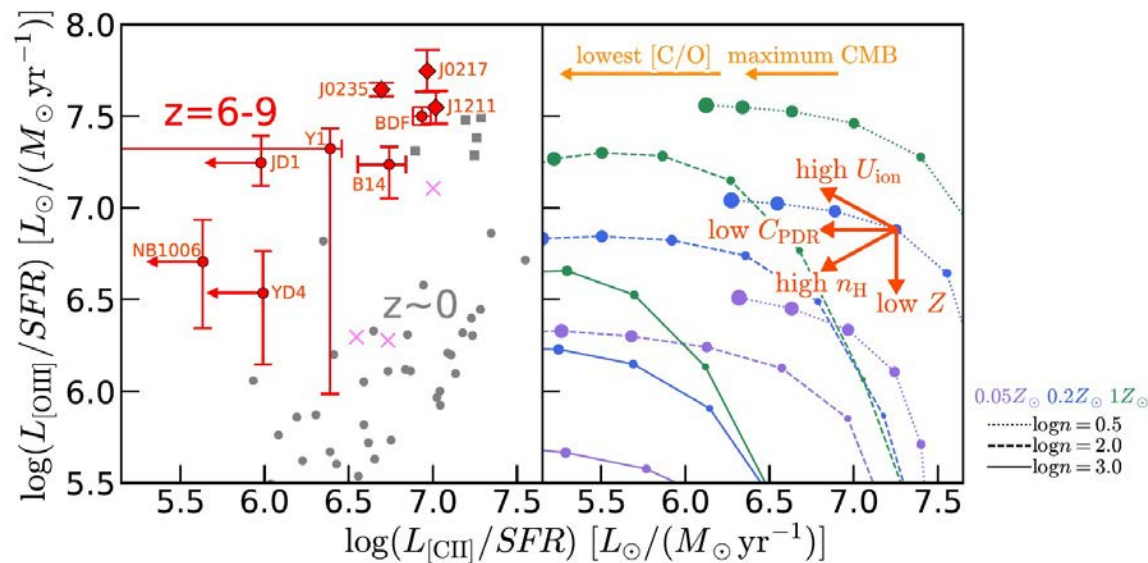 log(L[OIII]/SFR) [L⊙/(M⊙ yr−1)]
8.0
7.5
7.0
6.5
6.0
5.5
z=6-9
J0217
J0235
J1211
BDF
Y1
JD1
B14
NB1006
YD4
z~0
5.5 6.0 6.5 7.0 7.5
lowest [C/O] maximum CMB
high Uion
low CPDR
high nH
low Z
5.5 6.0 6.5 7.0 7.5
0.05Z⊙ 0.2Z⊙ 1Z⊙
logn = 0.5
logn = 2.0
logn = 3.0
log(L[CII]/SFR) [L⊙/(M⊙ yr−1)]